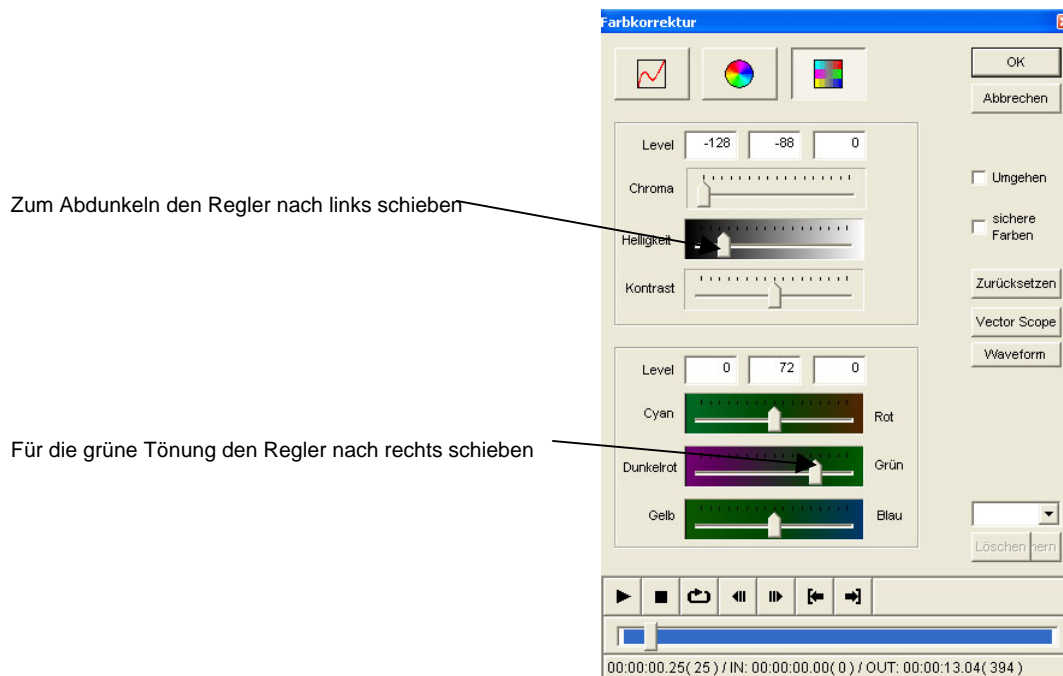 Farbkorrektur
OK
Abbrechen
Level -128 -88 0
Chroma
Umgehen
Zum Abdunkeln den Regler nach links schieben
Helligkeit
sichere
Farben
Kontrast
Zurücksetzen
Vector Scope
Waveform
Level 0 72 0
Cyan Rot
Für die grüne Tönung den Regler nach rechts schieben
Dunkelrot Grün
Gelb Blau
Löschen hern
00:00:00.25( 25 ) / IN: 00:00:00.00( 0 ) / OUT: 00:00:13.04( 394 )